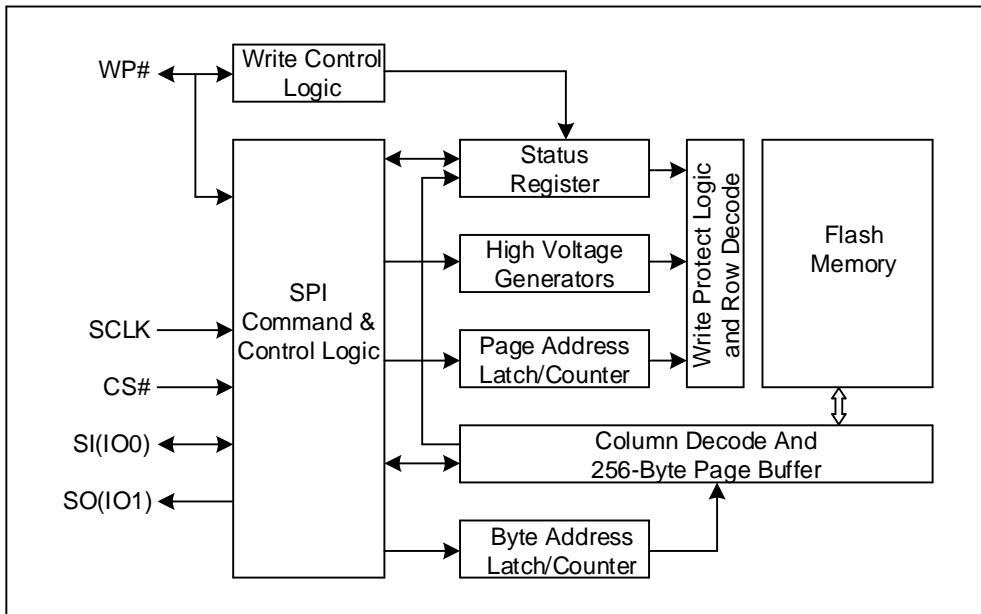 WP#
Write Control
Logic
Status
Register
High Voltage
Generators
Page Address
Latch/Counter
Write Protect Logic
and Row Decode
Flash
Memory
SPI
Command &
Control Logic
SCLK
CS#
SI(IO0)
SO(IO1)
Column Decode And
256-Byte Page Buffer
Byte Address
Latch/Counter